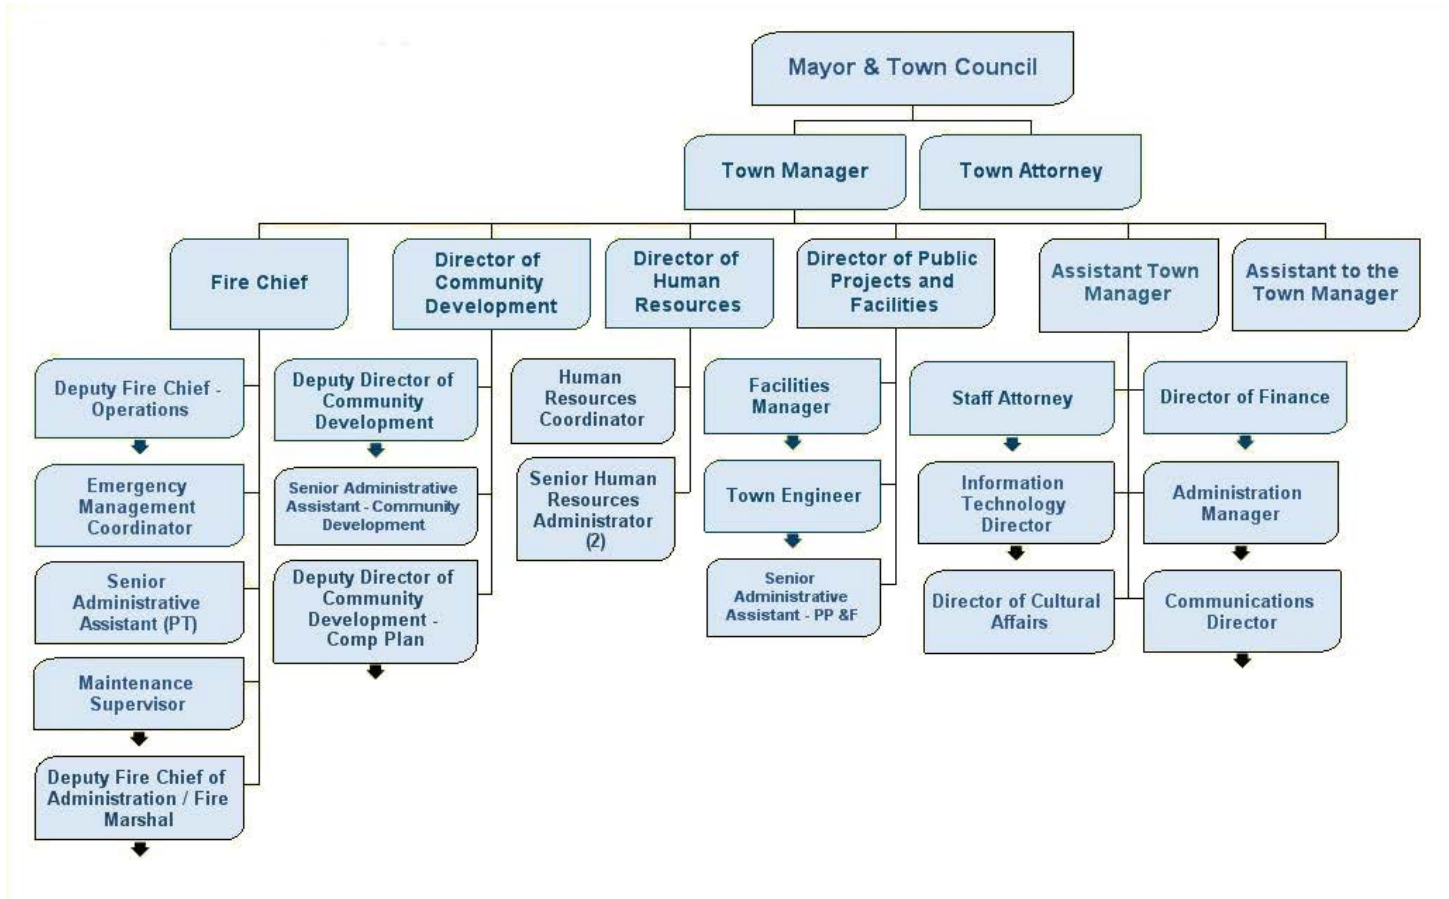 Mayor & Town Council
Town Manager
Town Attorney
Fire Chief
Director of
Community
Development
Director of
Human
Resources
Director of Public
Projects and
Facilities
Assistant Town
Manager
Assistant to the
Town Manager
Deputy Fire Chief -
Operations
Emergency
Management
Coordinator
Senior
Administrative
Assistant (PT)
Maintenance
Supervisor
Deputy Fire Chief of
Administration / Fire
Marshal
Deputy Director of
Community
Development
Senior Administrative
Assistant - Community
Development
Deputy Director of
Community
Development -
Comp Plan
Human
Resources
Coordinator
Senior Human
Resources
Administrator
(2)
Facilities
Manager
Town Engineer
Senior
Administrative
Assistant - PP &F
Staff Attorney
Information
Technology
Director
Director of Cultural
Affairs
Director of Finance
Administration
Manager
Communications
Director